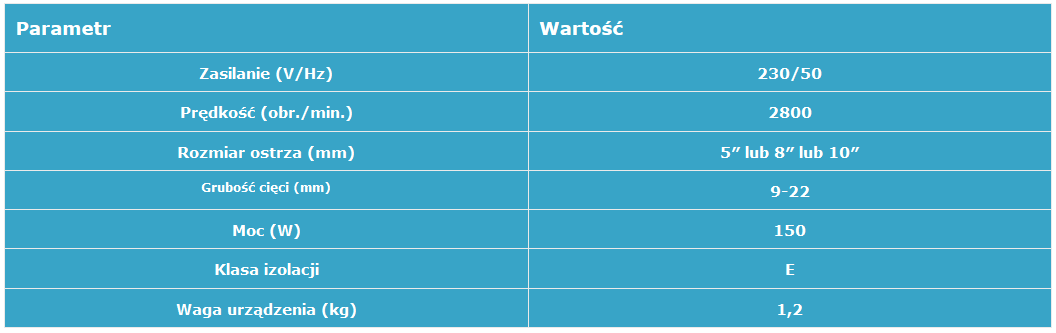 Parametr Wartość
Zasilanie (V/Hz) 230/50
Prędkość (obr./min.) 2800
Rozmiar ostrza (mm) 5” lub 8” lub 10”
Grubość cięci (mm) 9-22
Moc (W) 150
Klasa izolacji E
Waga urządzenia (kg) 1,2